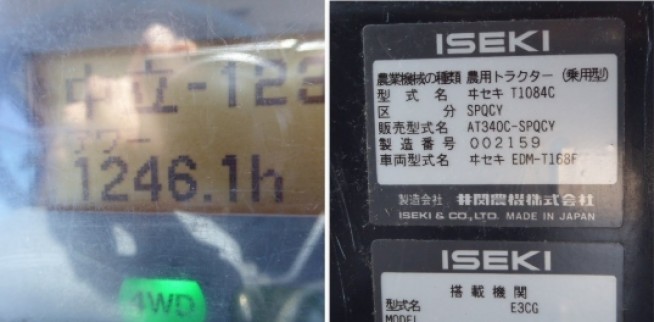 中立-123
アワー
1246.1h
4WD
ISEKI
農業機械の種類 農用トラクター (乗用型)
型式名 ヰセキ T1084C
区分 SPQCY
販売型式名 AT340C-SPQCY
製造番号 002159
車両型式名 ヰセキ EDM-T168F
製造会社 井関農機株式会社
ISEKI & CO.,LTD. MADE IN JAPAN
ISEKI
搭載機関
型式名 E3CG
MODEL